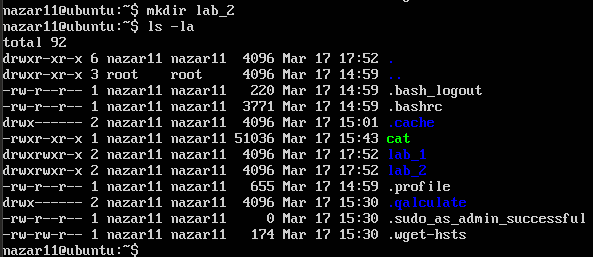 nazar11@ubuntu:~$ mkdir lab_2
nazar11@ubuntu:~$ ls -la
total 92
drwxr-xr-x 6 nazar11 nazar11  4096 Mar 17 17:52 .
drwxr-xr-x 3 root    root     4096 Mar 17 14:59 ..
-rw-r--r-- 1 nazar11 nazar11   220 Mar 17 14:59 .bash_logout
-rw-r--r-- 1 nazar11 nazar11  3771 Mar 17 14:59 .bashrc
drwx------ 2 nazar11 nazar11  4096 Mar 17 15:01 .cache
-rwxr-xr-x 1 nazar11 nazar11 51036 Mar 17 15:43 cat
drwxrwxr-x 2 nazar11 nazar11  4096 Mar 17 17:52 lab_1
drwxrwxr-x 2 nazar11 nazar11  4096 Mar 17 17:52 lab_2
-rw-r--r-- 1 nazar11 nazar11   655 Mar 17 14:59 .profile
drwx------ 2 nazar11 nazar11  4096 Mar 17 15:30 .qalculate
-rw-r--r-- 1 nazar11 nazar11     0 Mar 17 15:30 .sudo_as_admin_successful
-rw-rw-r-- 1 nazar11 nazar11   174 Mar 17 15:30 .wget-hsts
nazar11@ubuntu:~$